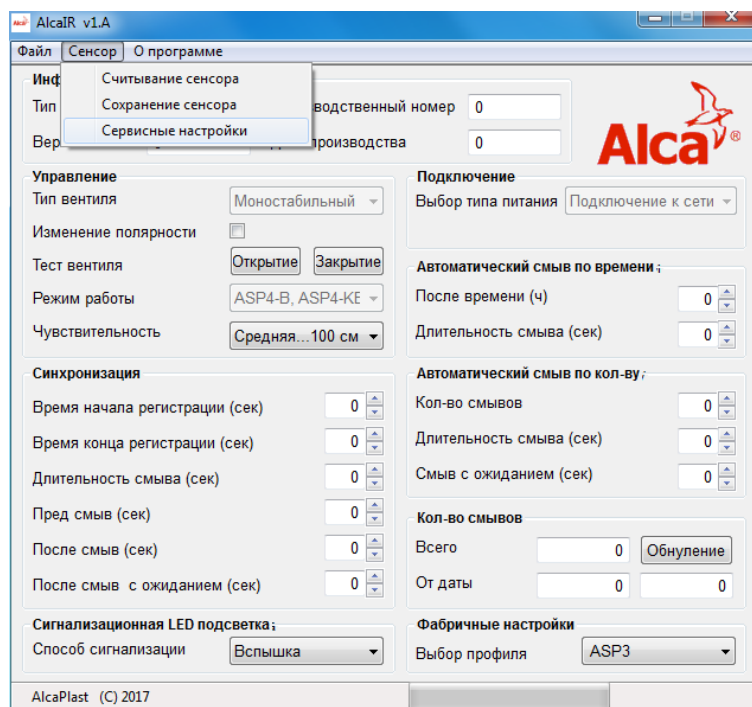 AlcaIR v1.A
Файл Сенсор О программе
Считывание сенсора
Сохранение сенсора
Сервисные настройки
Тип
номер 0
0
Alca®
Управление
Тип вентиля Моностабильный
Изменение полярности
Тест вентиля Открытие Закрытие
Режим работы ASP4-B, ASP4-KE
Чувствительность Средняя...100 см
Подключение
Выбор типа питания Подключение к сети
Автоматический смыв по времени
После времени (ч) 0
Длительность смыва (сек) 0
Синхронизация
Время начала регистрации (сек) 0
Время конца регистрации (сек) 0
Длительность смыва (сек) 0
Пред смыв (сек) 0
После смыв (сек) 0
После смыв с ожиданием (сек) 0
Автоматический смыв по кол-ву
Кол-во смывов 0
Длительность смыва (сек) 0
Смыв с ожиданием (сек) 0
Кол-во смывов
Всего 0 Обнуление
От даты 0 0
Сигнализационная LED подсветка
Способ сигнализации Вспышка
Фабричные настройки
Выбор профиля ASP3
AlcaPlast (C) 2017